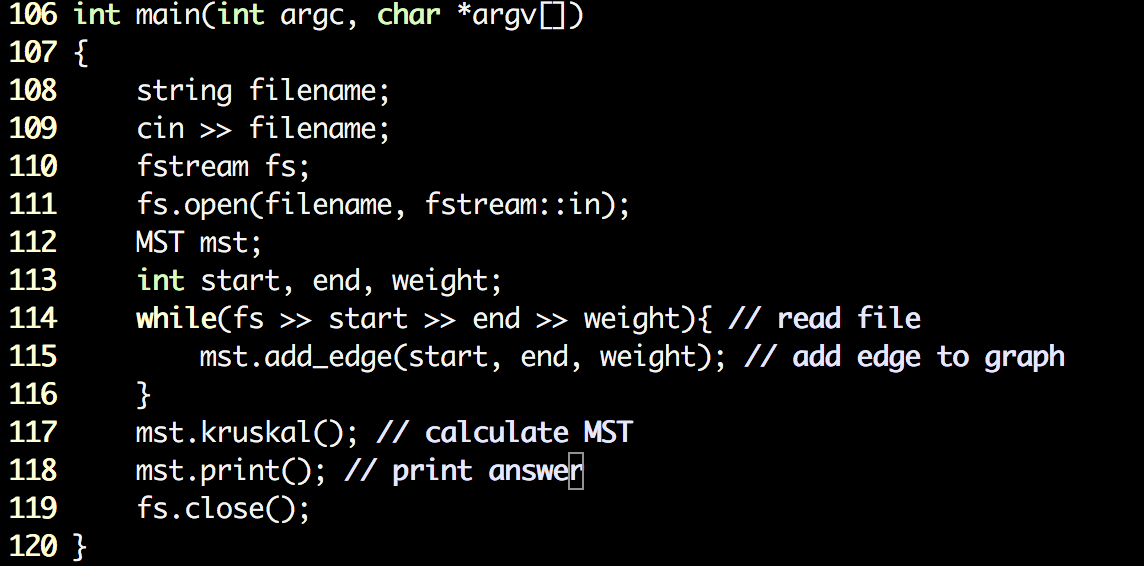 106 int main(int argc, char *argv[])
107 {
108     string filename;
109     cin >> filename;
110     fstream fs;
111     fs.open(filename, fstream::in);
112     MST mst;
113     int start, end, weight;
114     while(fs >> start >> end >> weight){ // read file
115         mst.add_edge(start, end, weight); // add edge to graph
116     }
117     mst.kruskal(); // calculate MST
118     mst.print(); // print answer
119     fs.close();
120 }